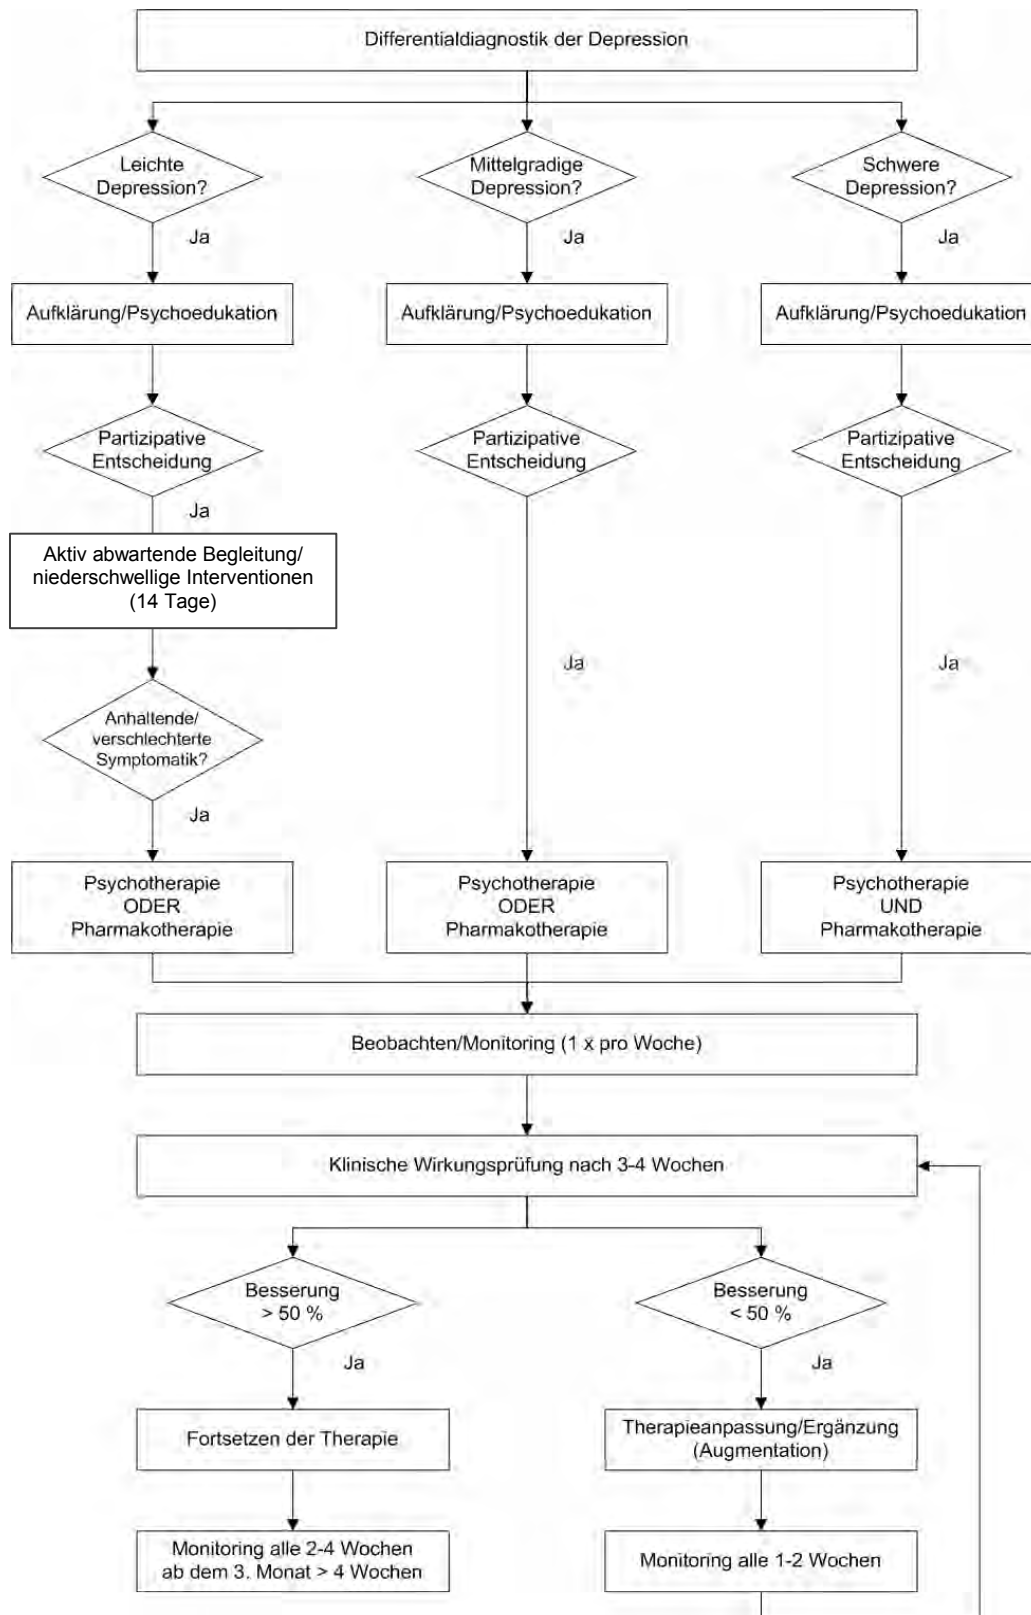 Differentialdiagnostik der Depression
Leichte
Depression?
Mittelgradige
Depression?
Schwere
Depression?
Ja
Ja
Ja
Aufklärung/Psychoedukation
Aufklärung/Psychoedukation
Aufklärung/Psychoedukation
Partizipative
Entscheidung
Partizipative
Entscheidung
Partizipative
Entscheidung
Ja
Aktiv abwartende Begleitung/
niederschwellige Interventionen
(14 Tage)
Ja
Ja
Anhaltende/
verschlechterte
Symptomatik?
Ja
Psychotherapie
ODER
Pharmakotherapie
Psychotherapie
ODER
Pharmakotherapie
Psychotherapie
UND
Pharmakotherapie
Beobachten/Monitoring (1 x pro Woche)
Klinische Wirkungsprüfung nach 3-4 Wochen
Besserung
> 50 %
Besserung
< 50 %
Ja
Ja
Fortsetzen der Therapie
Therapieanpassung/Ergänzung
(Augmentation)
Monitoring alle 2-4 Wochen
ab dem 3. Monat > 4 Wochen
Monitoring alle 1-2 Wochen